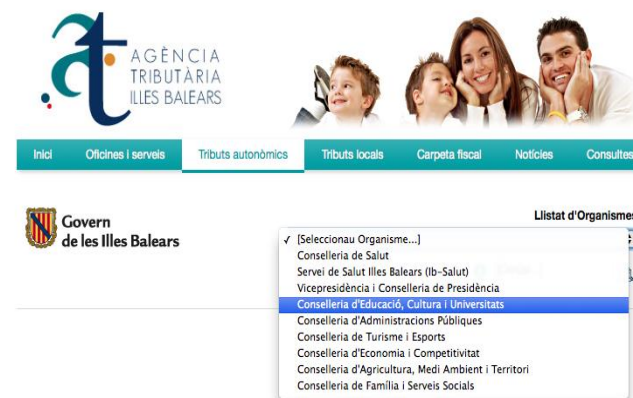 AGÈNCIA
TRIBUTÀRIA
ILLES BALEARS
Inici Oficines i serveis Tributs autonòmics Tributs locals Carpeta fiscal Notícies Consultes
Govern
de les Illes Balears
Llistat d'Organismes
✓ [Seleccionau Organisme...]
Conselleria de Salut
Servei de Salut Illes Balears (Ib-Salut)
Vicepresidència i Conselleria de Presidència
Conselleria d'Educació, Cultura i Universitats
Conselleria d'Administracions Públiques
Conselleria de Turisme i Esports
Conselleria d'Economia i Competitivitat
Conselleria d'Agricultura, Medi Ambient i Territori
Conselleria de Família i Serveis Socials